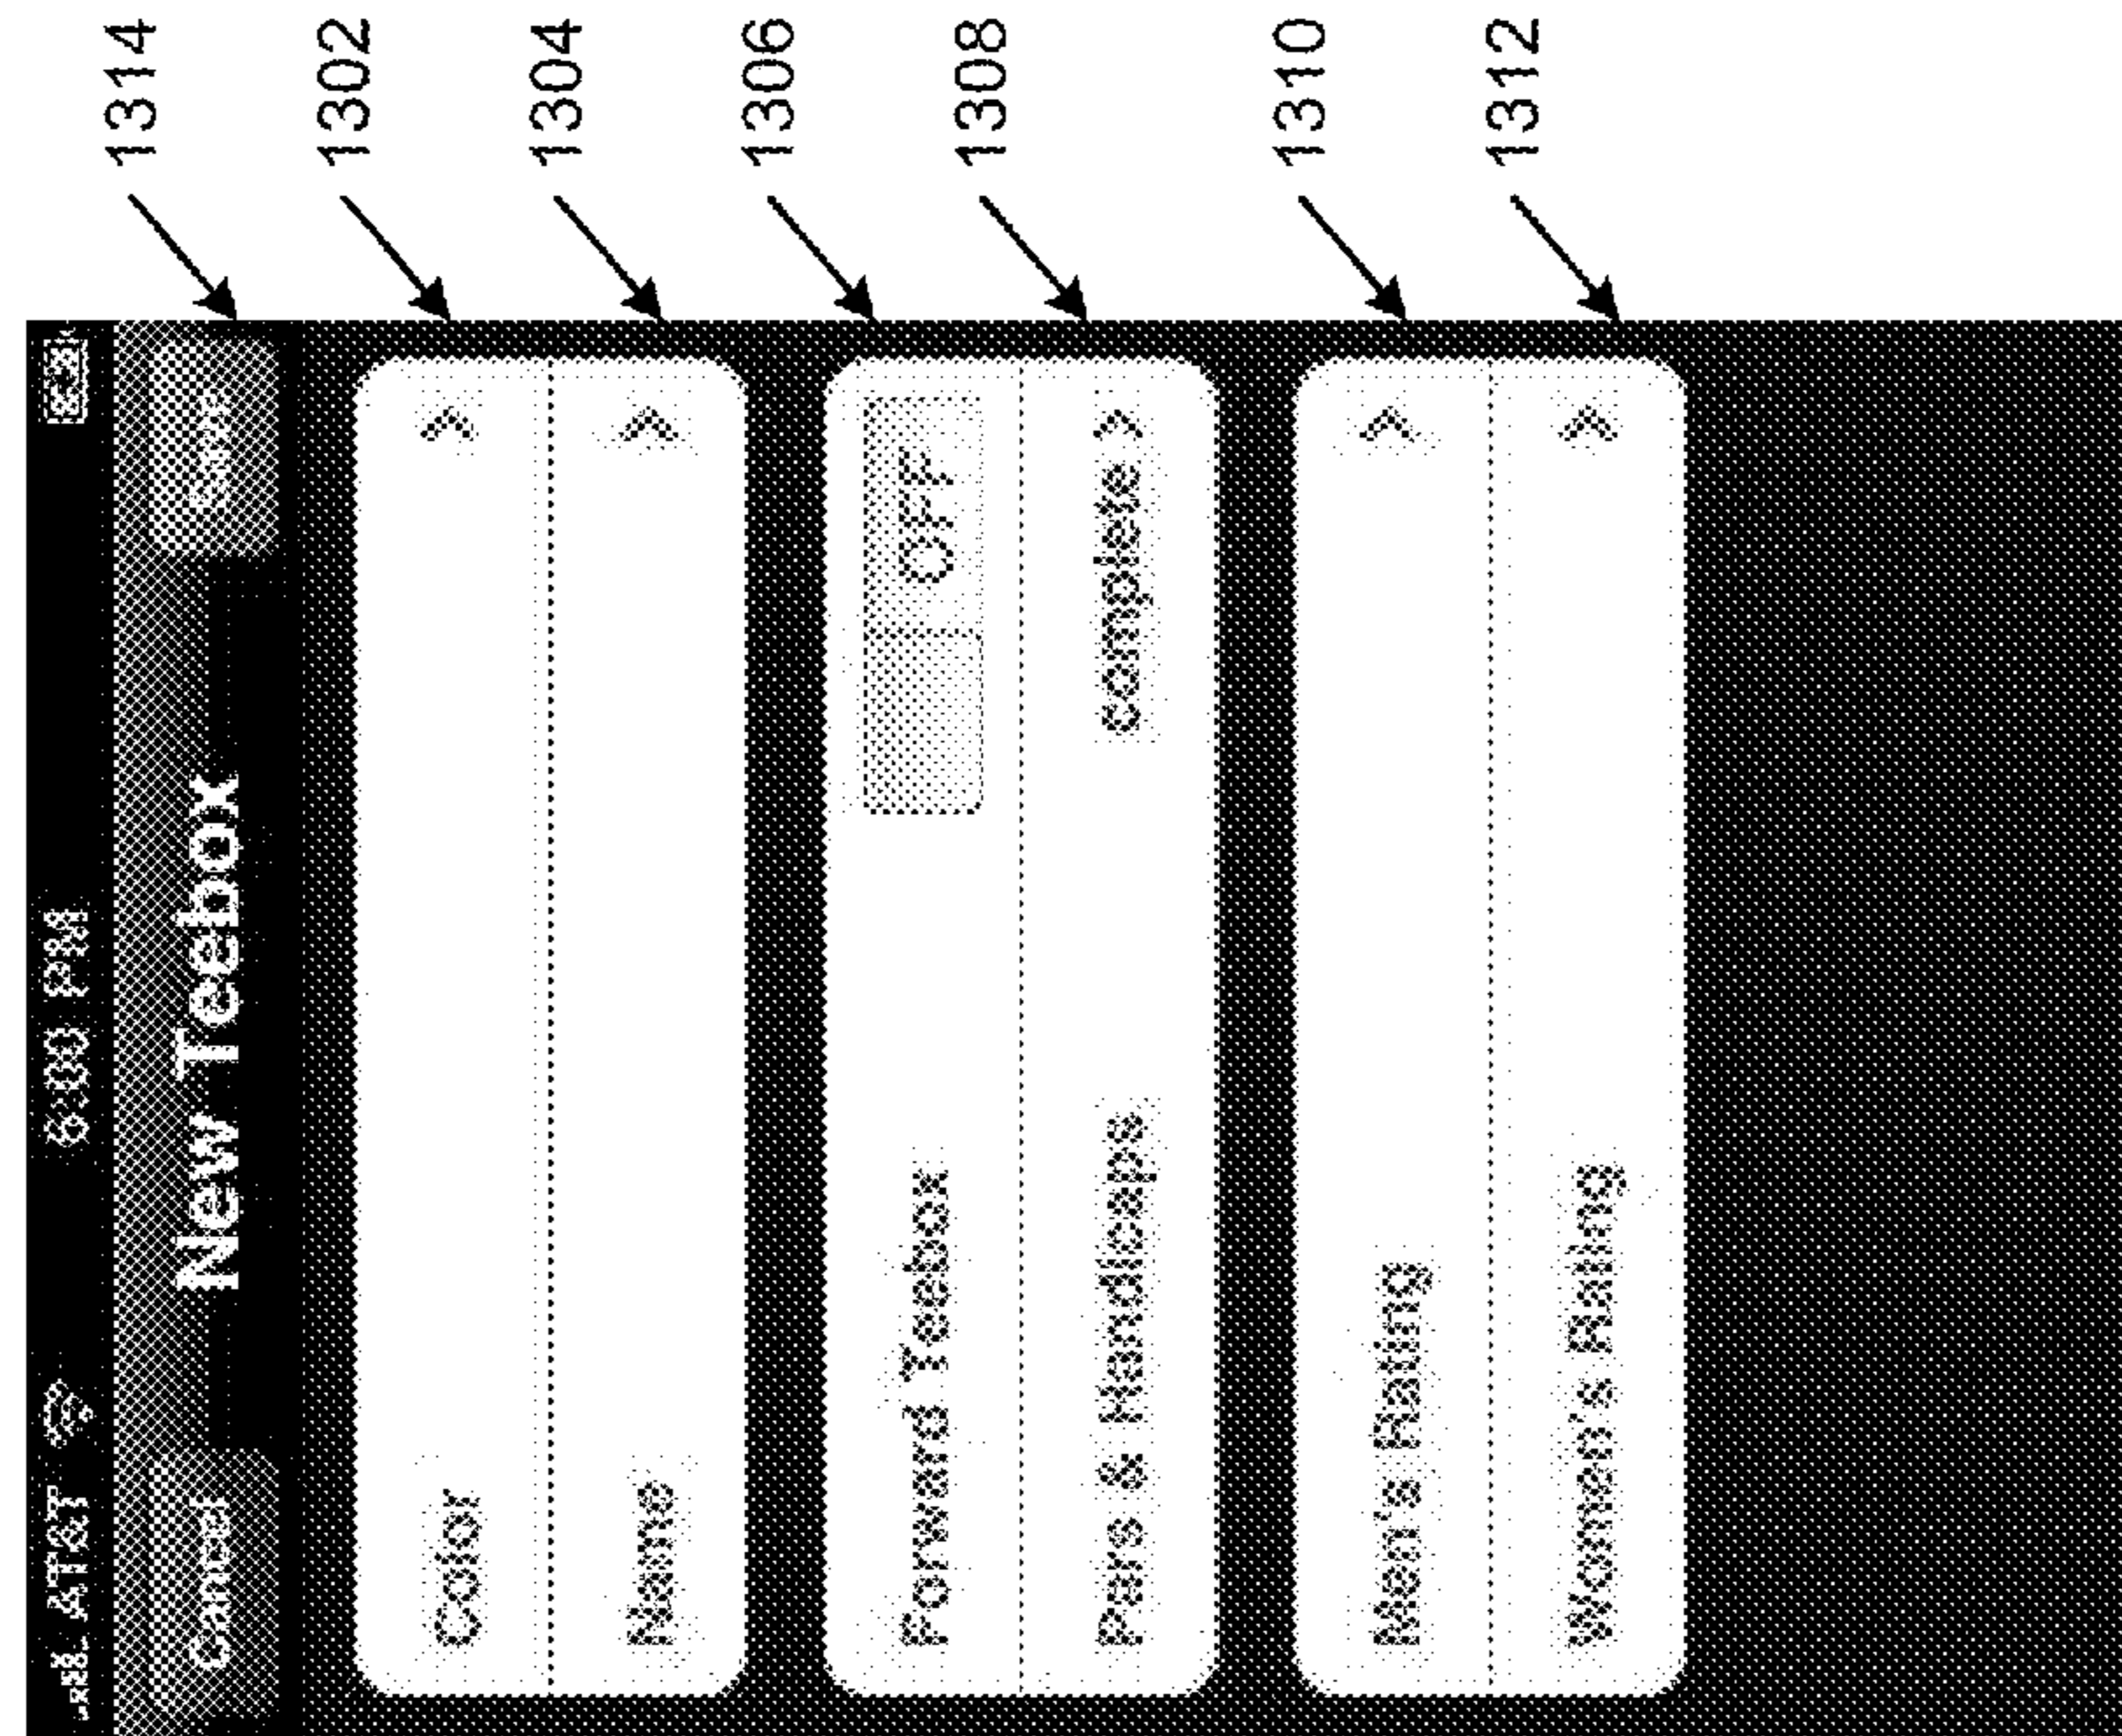 AT&T 6:00 PM
Cancel New Teebox Save 1314
Color 1302
Name 1304
Forward Teebox OFF 1306
Pars & Handicaps complete 1308
Men's Rating 1310
Women's Rating 1312